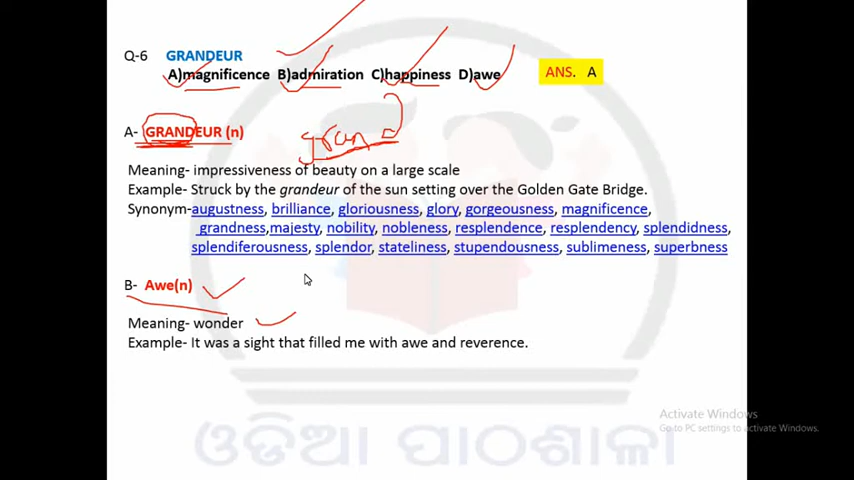 Q-6 GRANDEUR
A)magnificence B)admiration C)happiness D)awe ANS. A
A- GRANDEUR (n)
grand
Meaning- impressiveness of beauty on a large scale
Example- Struck by the grandeur of the sun setting over the Golden Gate Bridge.
Synonym-augustness, brilliance, gloriousness, glory, gorgeousness, magnificence,
grandness,majesty, nobility, nobleness, resplendence, resplendency, splendidness,
splendiferousness, splendor, stateliness, stupendousness, sublimeness, superbness
B- Awe(n)
Meaning- wonder
Example- It was a sight that filled me with awe and reverence.
Activate Windows
Go to PC settings to activate Windows.
ଓଡିଆ ପାଠଶାଳା